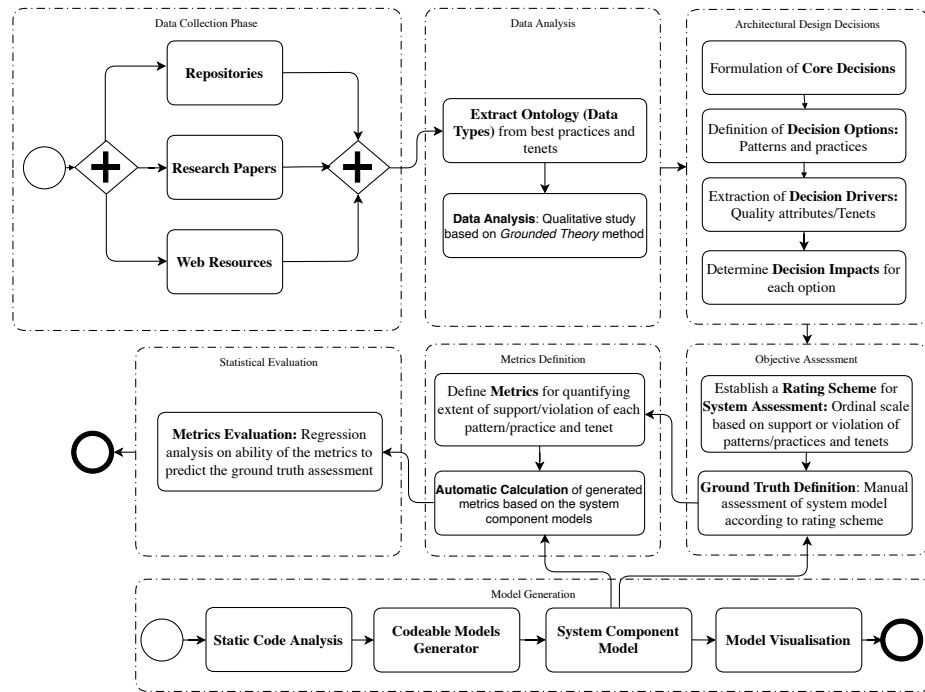 Data Collection Phase
Repositories
Research Papers
Web Resources
Data Analysis
Extract Ontology (Data
Types) from best practices and
tenets
Data Analysis: Qualitative study
based on Grounded Theory method
Architectural Design Decisions
Formulation of Core Decisions
Definition of Decision Options:
Patterns and practices
Extraction of Decision Drivers:
Quality attributes/Tenets
Determine Decision Impacts for
each option
Objective Assessment
Establish a Rating Scheme for
System Assessment: Ordinal scale
based on support or violation of
patterns/practices and tenets
Ground Truth Definition: Manual
assessment of system model
according to rating scheme
Metrics Definition
Define Metrics for quantifying
extent of support/violation of each
pattern/practice and tenet
Automatic Calculation of generated
metrics based on the system
component models
Statistical Evaluation
Metrics Evaluation: Regression
analysis on ability of the metrics to
predict the ground truth assessment
Model Generation
Static Code Analysis
Codeable Models
Generator
System Component
Model
Model Visualisation